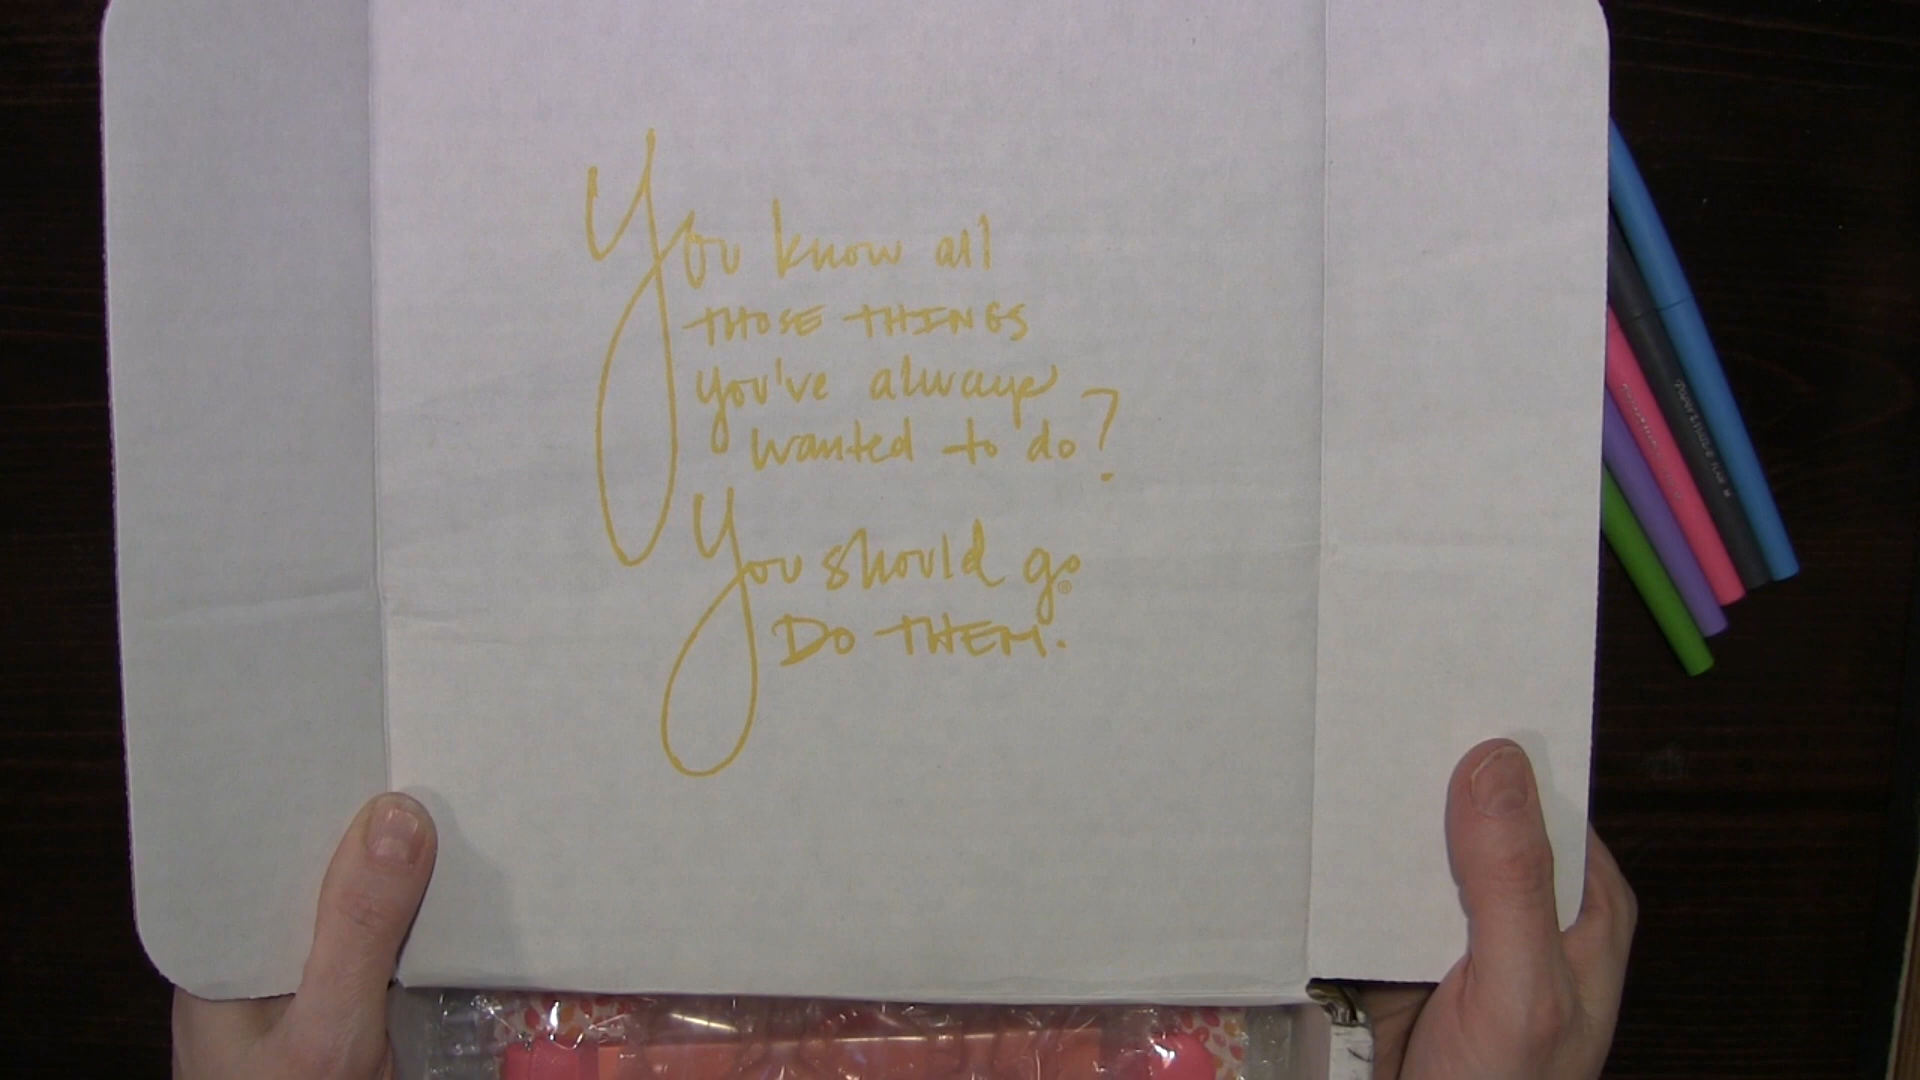 You know all
THOSE THINGS
you've always
wanted to do?
You should go®
DO THEM.